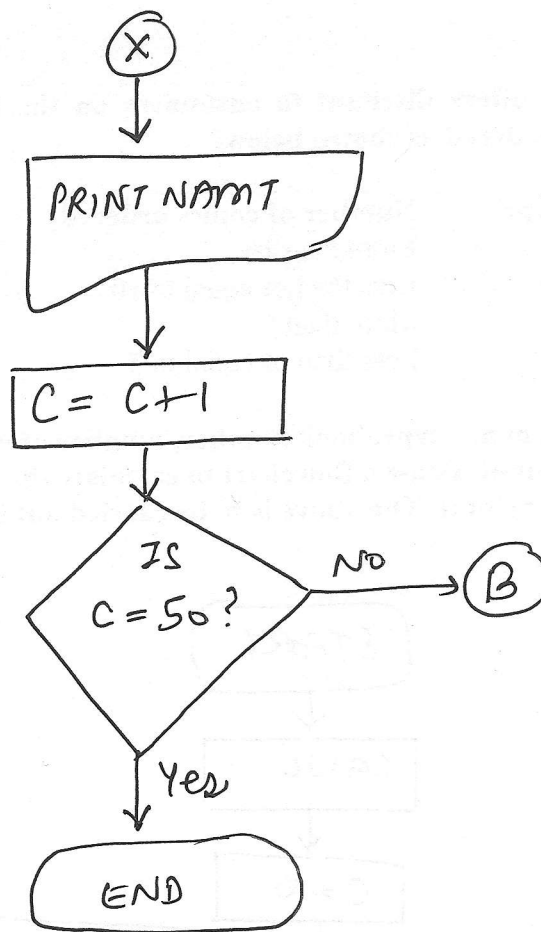 X
PRINT NAMT
C = C+1
IS
C = 50?
NO
B
Yes
END